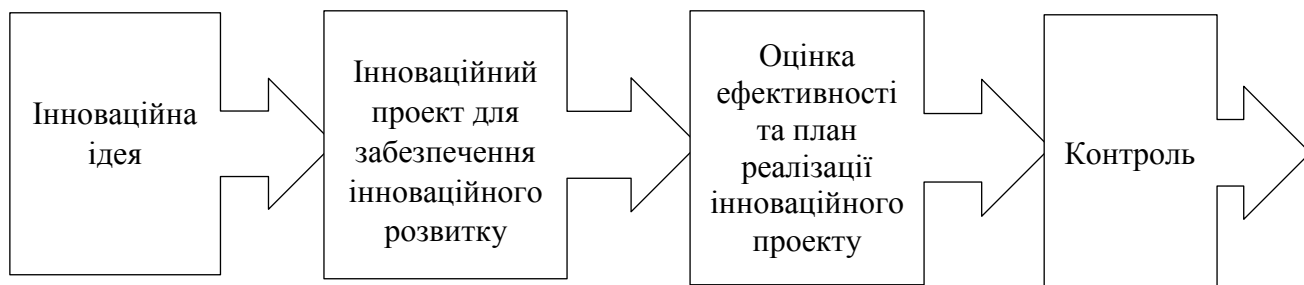 Інноваційна
ідея
Інноваційний
проект для
забезпечення
інноваційного
розвитку
Оцінка
ефективності
та план
реалізації
інноваційного
проекту
Контроль